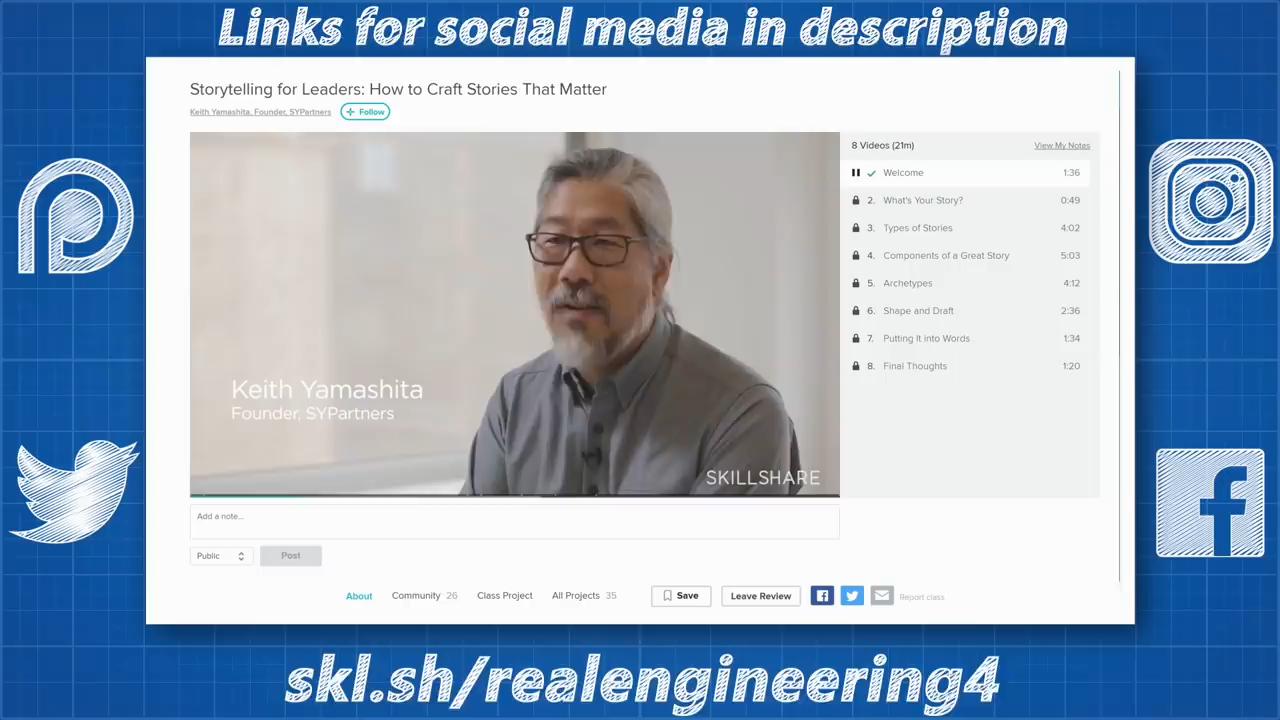 Links for social media in description
Storytelling for Leaders: How to Craft Stories That Matter
Keith Yamashita, Founder, SYPartners
+ Follow
8 Videos (21m)
View My Notes
Welcome 1:36
2. What's Your Story? 0:49
3. Types of Stories 4:02
4. Components of a Great Story 5:03
5. Archetypes 4:12
6. Shape and Draft 2:36
7. Putting It into Words 1:34
8. Final Thoughts 1:20
Keith Yamashita
Founder, SYPartners
SKILLSHARE
Add a note...
Public
Post
About Community 26 Class Project All Projects 35 Save Leave Review Report class
skl.sh/realengineering4